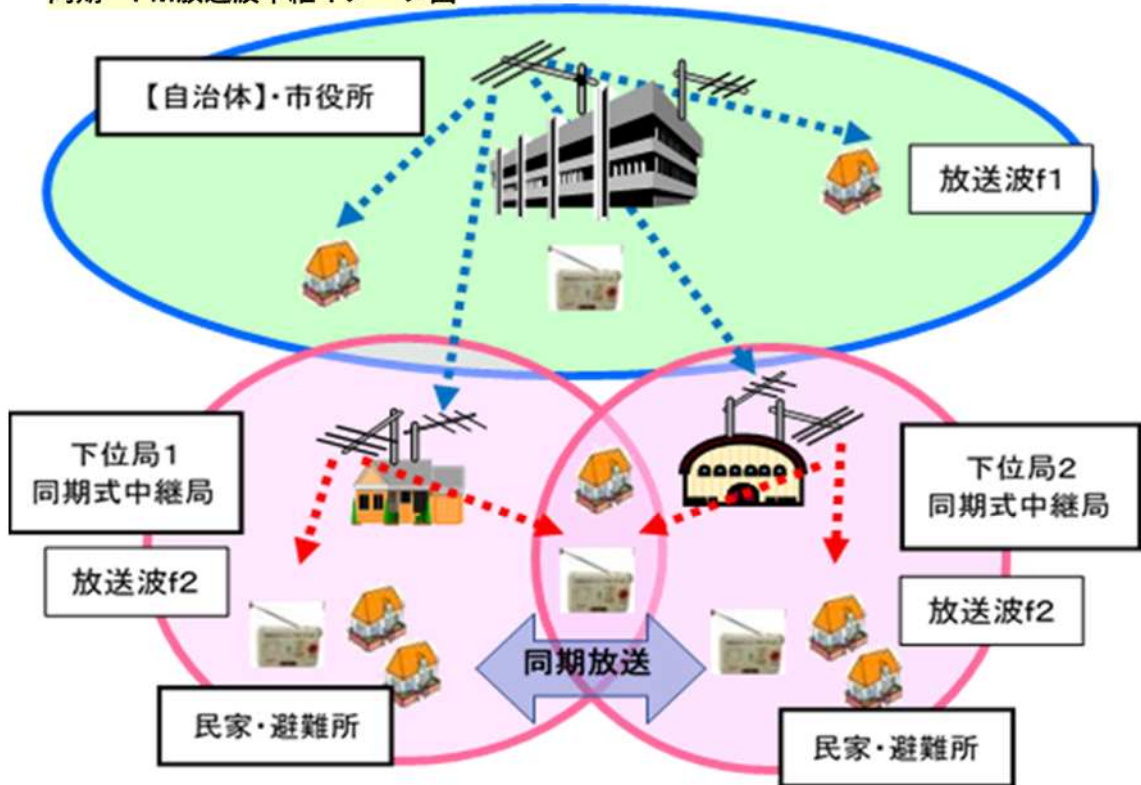 【自治体】・市役所
放送波f1
下位局1
同期式中継局
放送波f2
下位局2
同期式中継局
放送波f2
同期放送
民家・避難所
民家・避難所